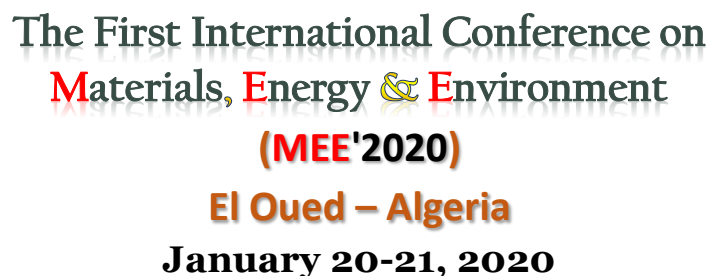 The First International Conference on
Materials, Energy & Environment
(MEE'2020)
El Oued – Algeria
January 20-21, 2020